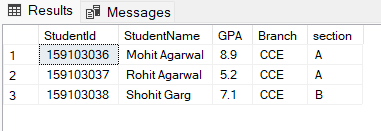 Results Messages
StudentId StudentName GPA Branch section
1 159103036 Mohit Agarwal 8.9 CCE A
2 159103037 Rohit Agarwal 5.2 CCE A
3 159103038 Shohit Garg 7.1 CCE B